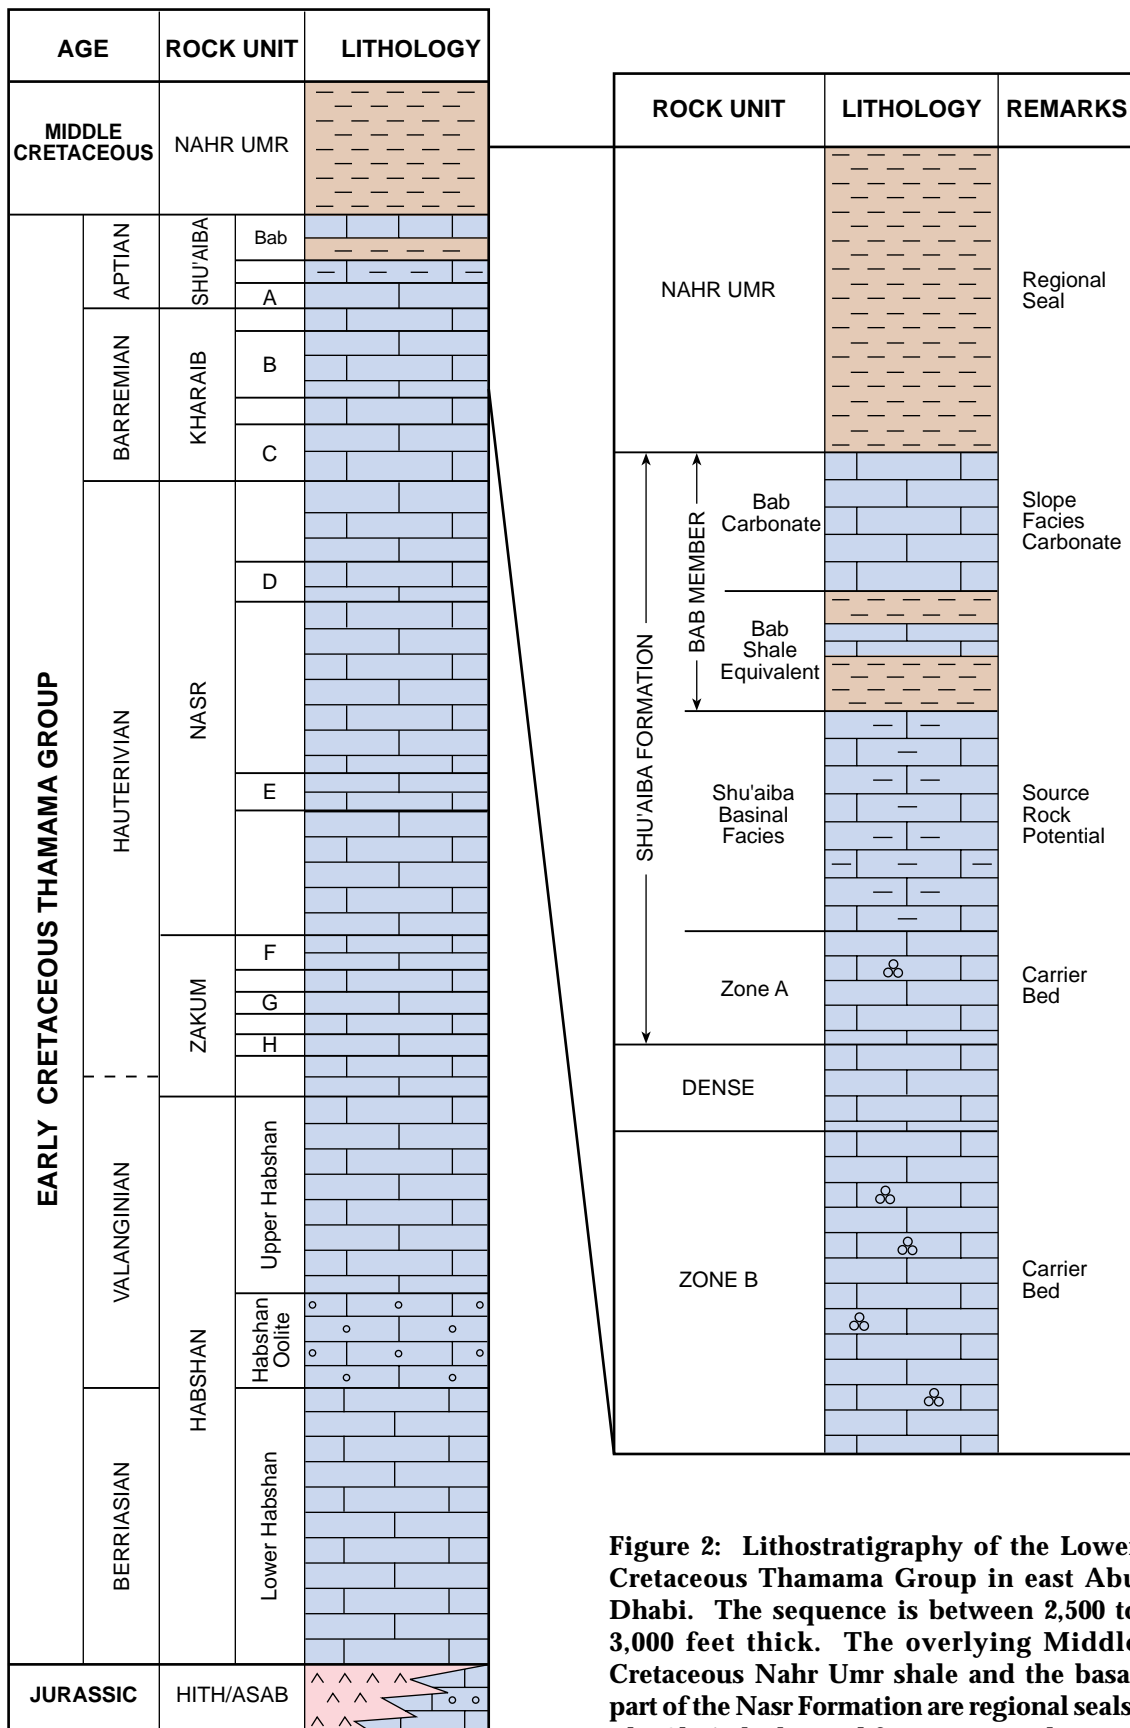 AGE
ROCK UNIT
LITHOLOGY
MIDDLE
CRETACEOUS
NAHR UMR
EARLY CRETACEOUS THAMAMA GROUP
APTIAN
SHU'AIBA
Bab
A
BARREMIAN
KHARAIB
B
C
HAUTERIVIAN
NASR
D
E
ZAKUM
F
G
H
VALANGINIAN
HABSHAN
Upper Habshan
Habshan
Oolite
BERRIASIAN
Lower Habshan
JURASSIC
HITH/ASAB
ROCK UNIT
LITHOLOGY
REMARKS
NAHR UMR
Regional
Seal
SHU'AIBA FORMATION
BAB MEMBER
Bab
Carbonate
Slope
Facies
Carbonate
Bab
Shale
Equivalent
Shu'aiba
Basinal
Facies
Source
Rock
Potential
Zone A
Carrier
Bed
DENSE
ZONE B
Carrier
Bed
Figure 2: Lithostratigraphy of the Lower
Cretaceous Thamama Group in east Abu
Dhabi. The sequence is between 2,500 to
3,000 feet thick. The overlying Middle
Cretaceous Nahr Umr shale and the basal
part of the Nasr Formation are regional seals.